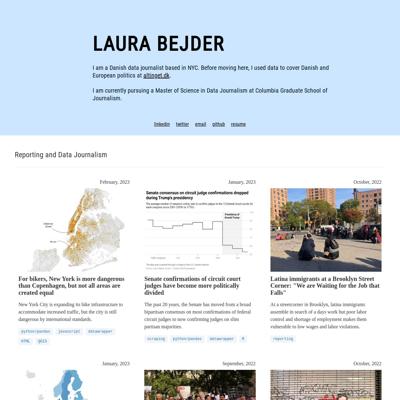 LAURA BEJDER
I am a Danish data journalist based in NYC. Before moving here, I used data to cover Danish and
European politics at altinget.dk.
I am currently pursuing a Master of Science in Data Journalism at Columbia Graduate School of
Journalism.
linkedin twitter email github resume
Reporting and Data Journalism
February, 2023
For bikers, New York is more dangerous
than Copenhagen, but not all areas are
created equal
New York City is expanding its bike infrastructure to
accommodate increased traffic, but the city is still
dangerous by international standards.
python/pandas javascript datawrapper
HTML QGIS
January, 2023
Senate consensus on circuit judge confirmations dropped
during Trump's presidency
Senate confirmations of circuit court
judges have become more politically
divided
The past 20 years, the Senate has moved from a broad
bipartisan consensus on most confirmations of federal
circuit judges to now confirming judges on slim
partisan majorities.
scraping python/pandas datawrapper R
October, 2022
Latina immigrants at a Brooklyn Street
Corner: "We are Waiting for the Job that
Falls"
At a streetcorner in Brooklyn, latina immigrants
assemble in search of days work but poor labor
control and shortage of employment makes them
vulnerable to low wages and labor violations.
reporting
January, 2023
September, 2022
October, 2022